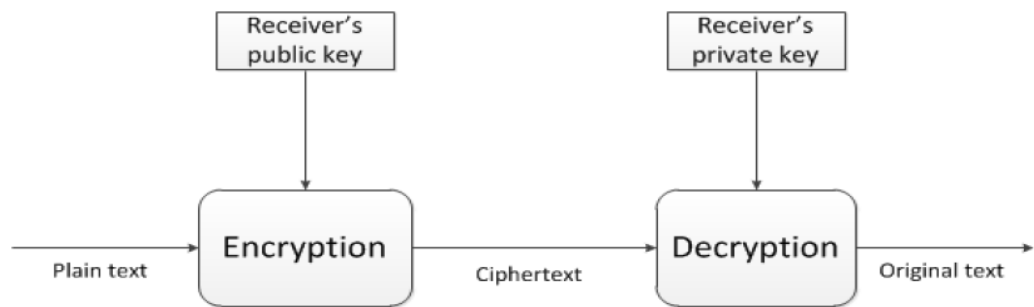 Receiver's
public key
Receiver's
private key
Encryption
Decryption
Plain text
Ciphertext
Original text